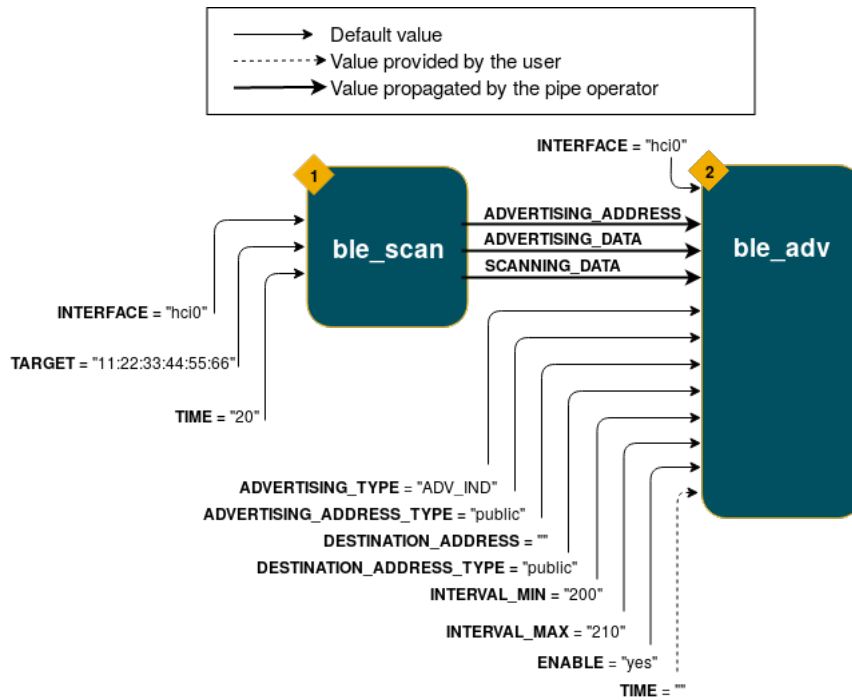 Default value
Value provided by the user
Value propagated by the pipe operator
INTERFACE = "hci0"
1
2
ble_scan
ADVERTISING_ADDRESS
ADVERTISING_DATA
SCANNING_DATA
ble_adv
INTERFACE = "hci0"
TARGET = "11:22:33:44:55:66"
TIME = "20"
ADVERTISING_TYPE = "ADV_IND"
ADVERTISING_ADDRESS_TYPE = "public"
DESTINATION_ADDRESS = ""
DESTINATION_ADDRESS_TYPE = "public"
INTERVAL_MIN = "200"
INTERVAL_MAX = "210"
ENABLE = "yes"
TIME = ""